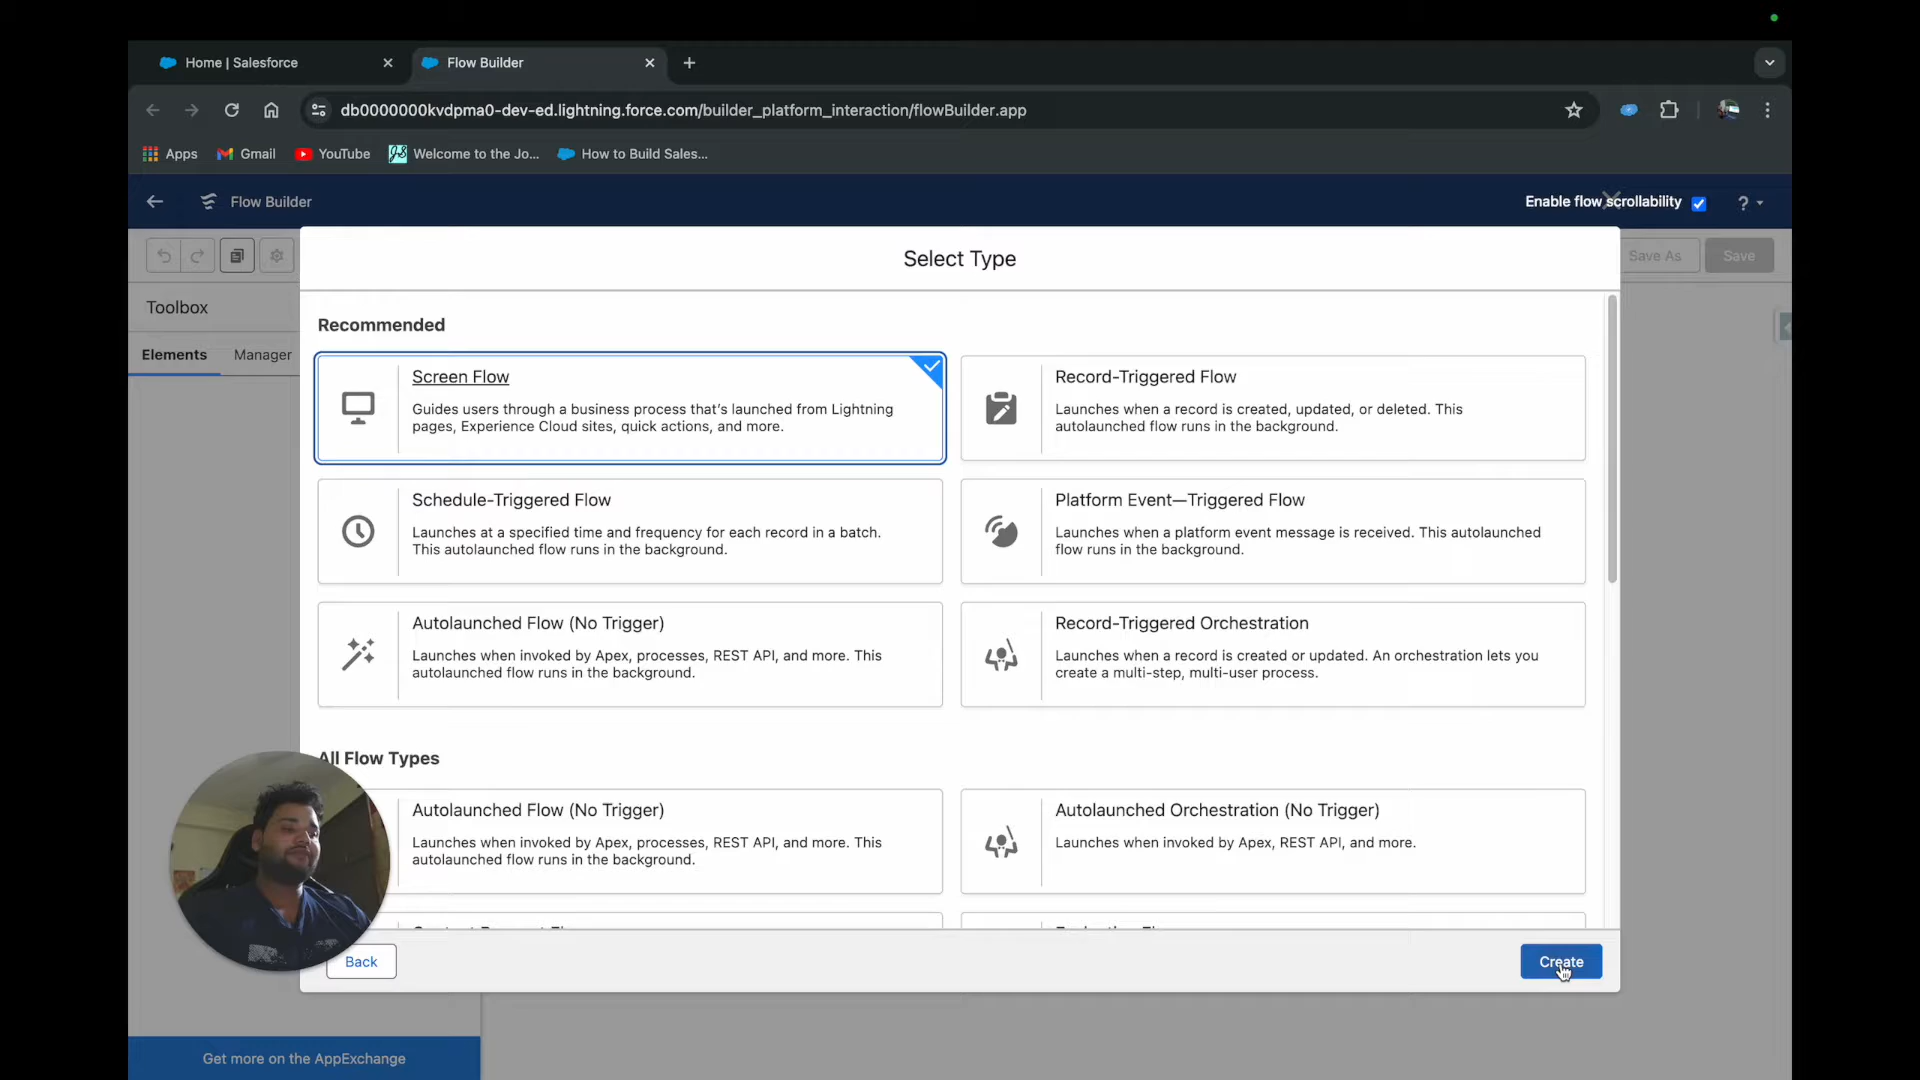 Home | Salesforce
Flow Builder
db0000000kvdpma0-dev-ed.lightning.force.com/builder_platform_interaction/flowBuilder.app
Apps
Gmail
YouTube
Welcome to the Jo...
How to Build Sales...
Flow Builder
Enable flow scrollability
?
Save As
Save
Toolbox
Elements
Manager
Select Type
Recommended
Screen Flow
Guides users through a business process that's launched from Lightning
pages, Experience Cloud sites, quick actions, and more.
Record-Triggered Flow
Launches when a record is created, updated, or deleted. This
autolaunched flow runs in the background.
Schedule-Triggered Flow
Launches at a specified time and frequency for each record in a batch.
This autolaunched flow runs in the background.
Platform Event—Triggered Flow
Launches when a platform event message is received. This autolaunched
flow runs in the background.
Autolaunched Flow (No Trigger)
Launches when invoked by Apex, processes, REST API, and more. This
autolaunched flow runs in the background.
Record-Triggered Orchestration
Launches when a record is created or updated. An orchestration lets you
create a multi-step, multi-user process.
All Flow Types
Autolaunched Flow (No Trigger)
Launches when invoked by Apex, processes, REST API, and more. This
autolaunched flow runs in the background.
Autolaunched Orchestration (No Trigger)
Launches when invoked by Apex, REST API, and more.
Back
Create
Get more on the AppExchange